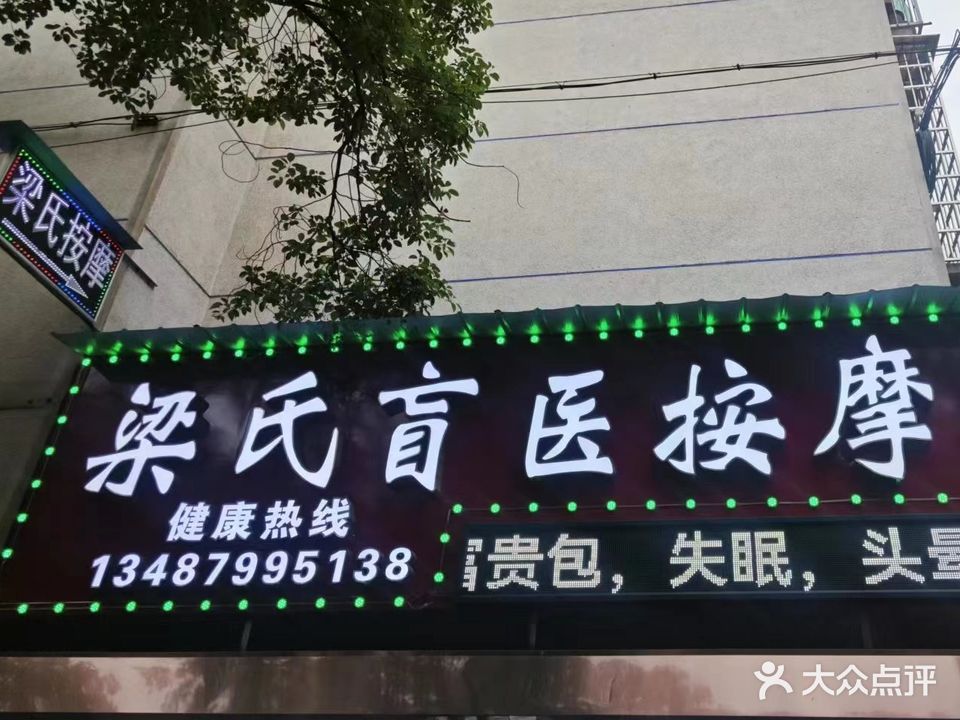 梁氏按摩
梁氏盲医按摩
健康热线
13487995138
富贵包，失眠，头晕
大众点评